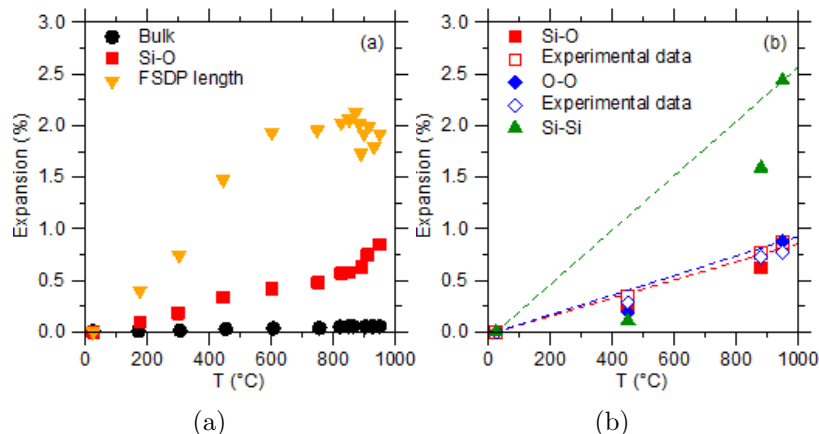 3.0
2.5
2.0
1.5
1.0
0.5
0.0
Expansion (%)
Bulk
Si-O
FSDP length
(a)
0
200
400
600
800
1000
T (°C)
(a)
3.0
2.5
2.0
1.5
1.0
0.5
0.0
Expansion (%)
Si-O
Experimental data
O-O
Experimental data
Si-Si
(b)
0
200
400
600
800
1000
T (°C)
(b)